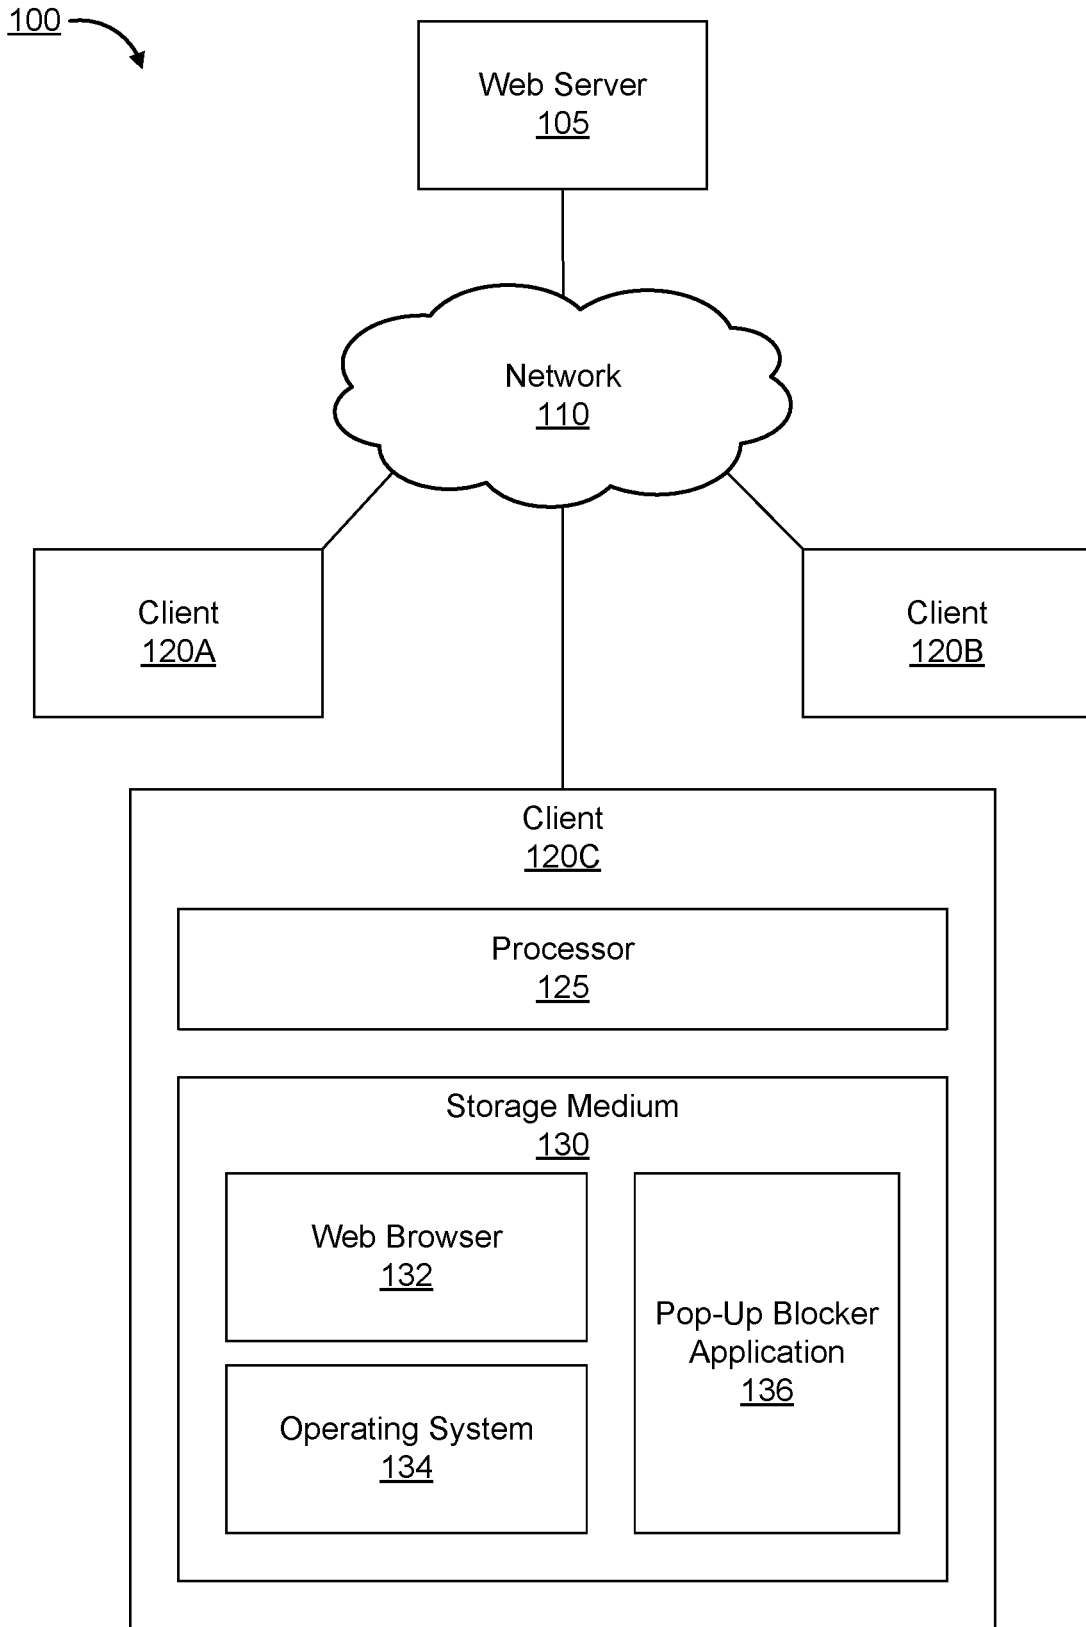 100
Web Server
105
Network
110
Client
120A
Client
120B
Client
120C
Processor
125
Storage Medium
130
Web Browser
132
Operating System
134
Pop-Up Blocker
Application
136